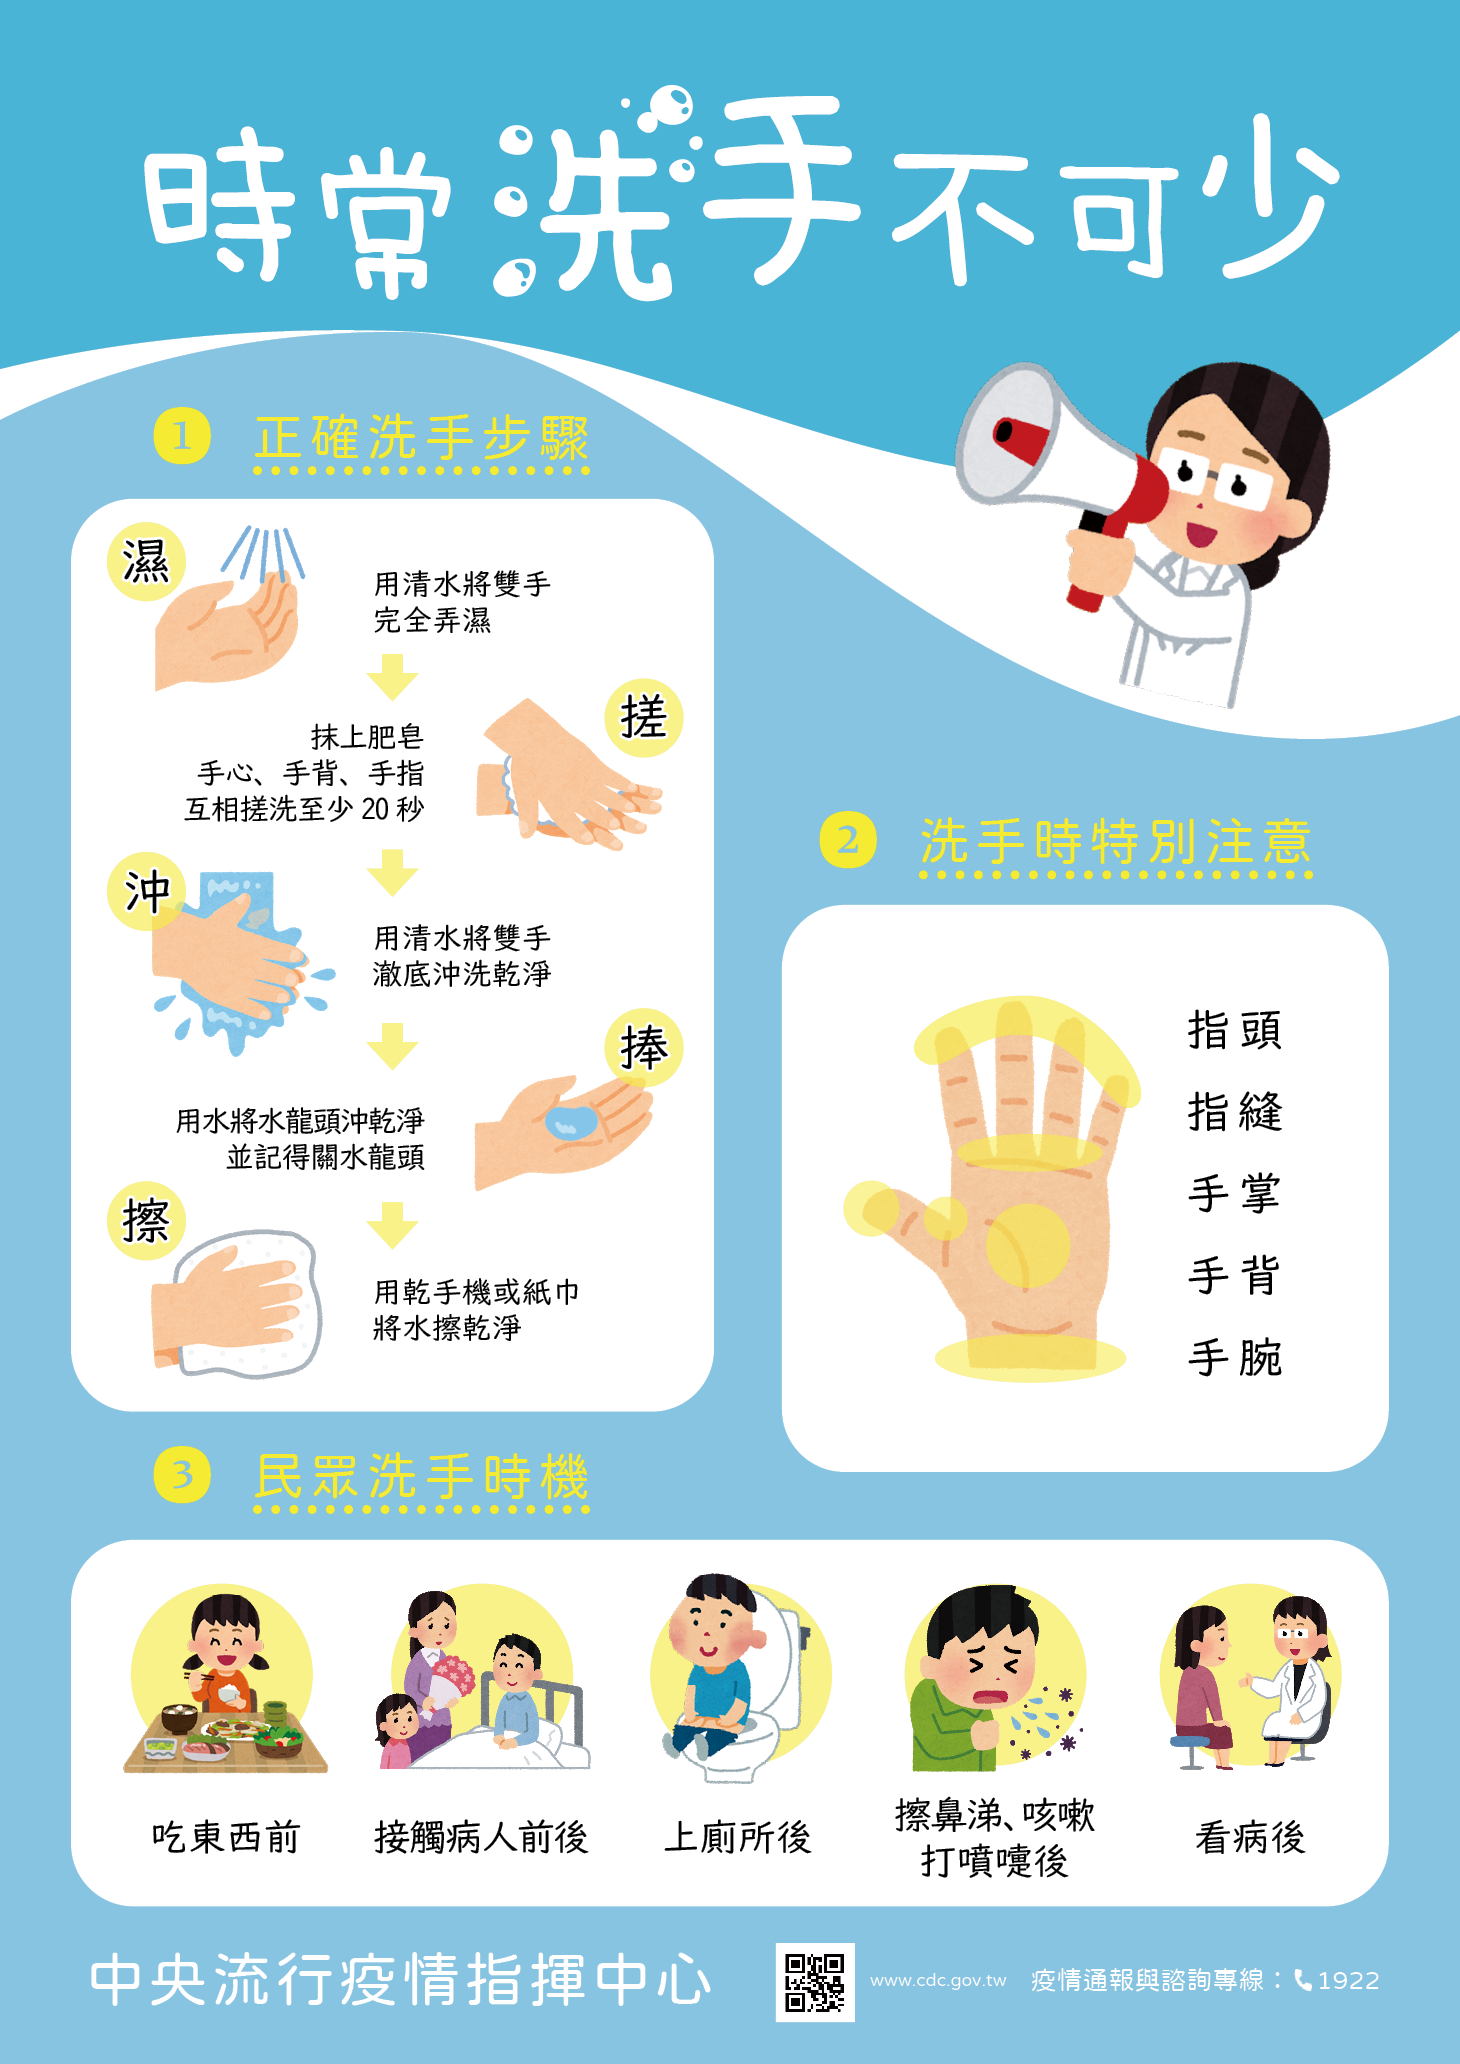 時常洗手不可少
1 正確洗手步驟
濕
用清水將雙手
完全弄濕
搓
抹上肥皂
手心、手背、手指
互相搓洗至少 20 秒
沖
用清水將雙手
澈底沖洗乾淨
捧
用水將水龍頭沖乾淨
並記得關水龍頭
擦
用乾手機或紙巾
將水擦乾淨
2 洗手時特別注意
指頭
指縫
手掌
手背
手腕
3 民眾洗手時機
吃東西前
接觸病人前後
上廁所後
擦鼻涕、咳嗽
打噴嚏後
看病後
中央流行疫情指揮中心
www.cdc.gov.tw
疫情通報與諮詢專線：1922